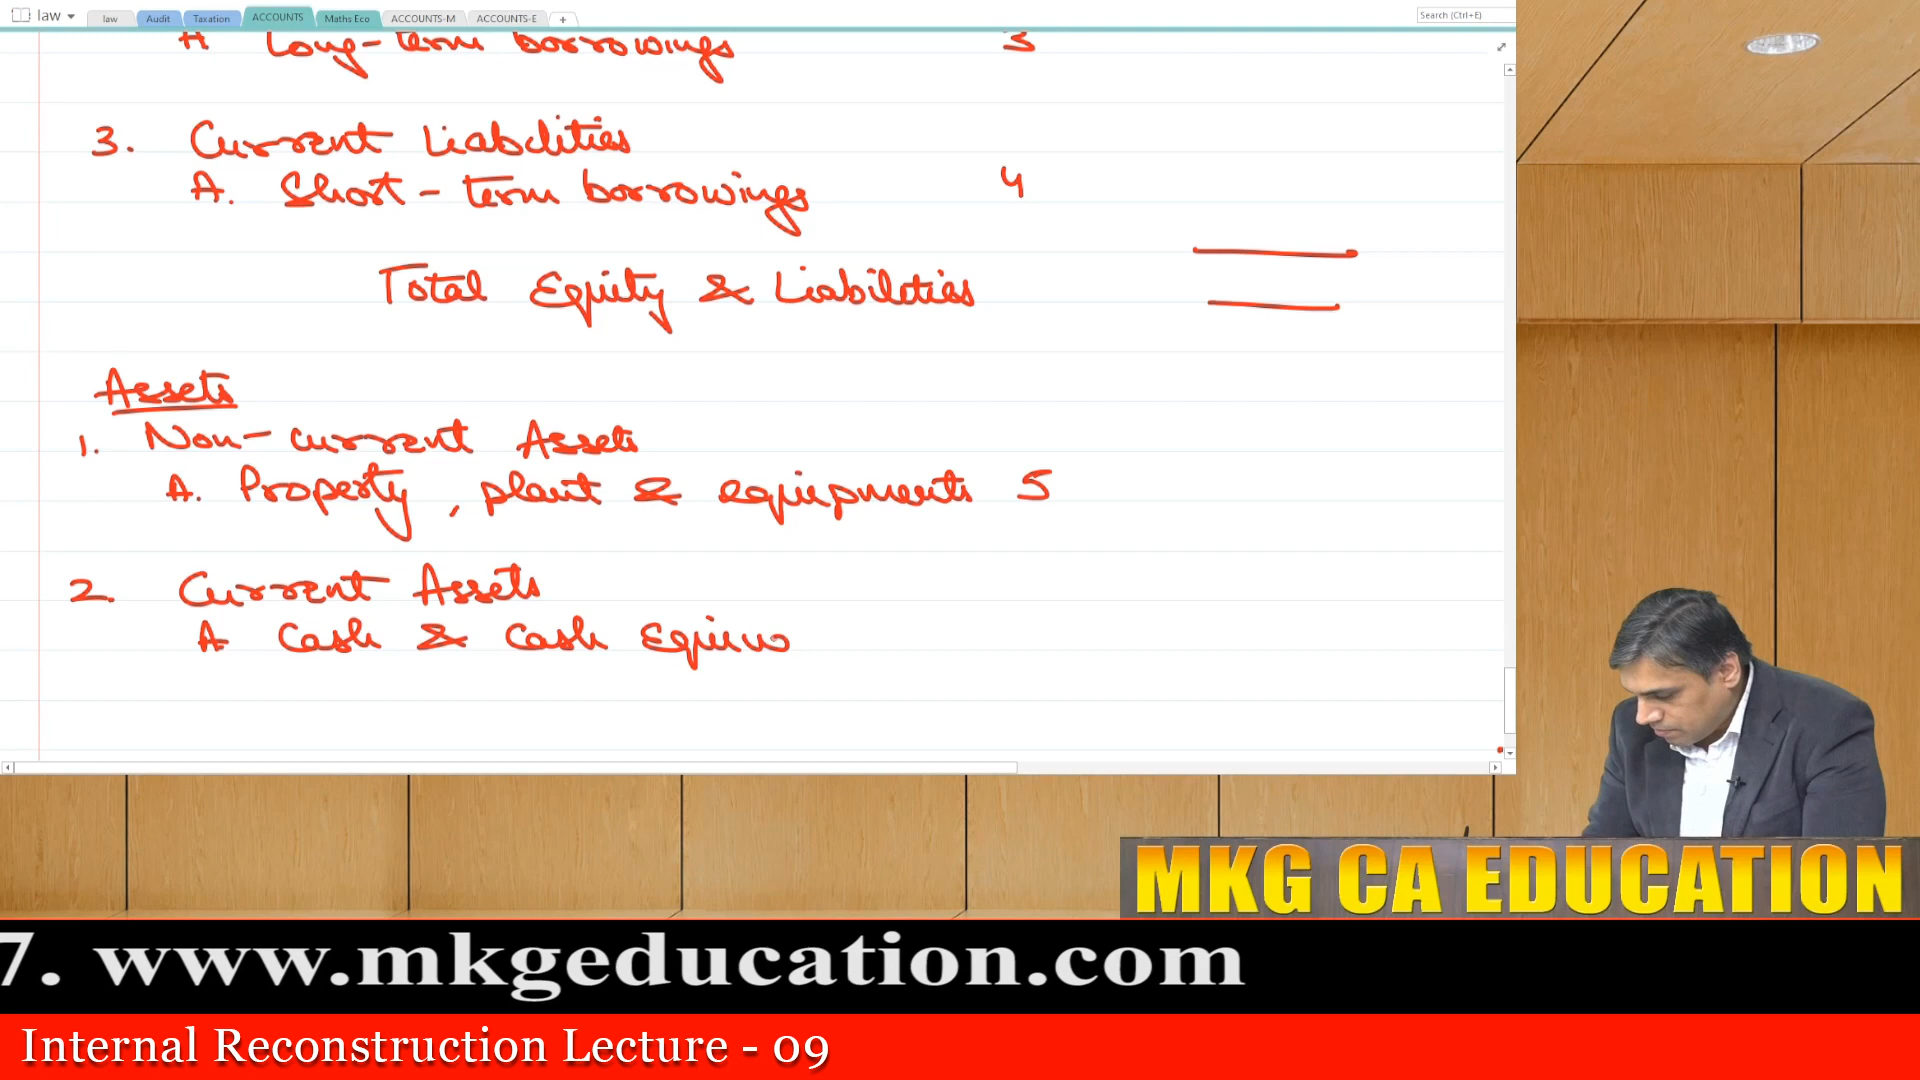 law
law Audit Taxation ACCOUNTS Maths Eco ACCOUNTS-M ACCOUNTS-E +
Search (Ctrl+E)
A Long-term borrowings 3
3. Current Liabilities
A. Short-term borrowings 4
Total Equity & Liabilities
Assets
1. Non-current Assets
A. Property, plant & equipments 5
2. Current Assets
A Cash & Cash Equiva
MKG CA EDUCATION
7. www.mkgeducation.com
Internal Reconstruction Lecture - 09